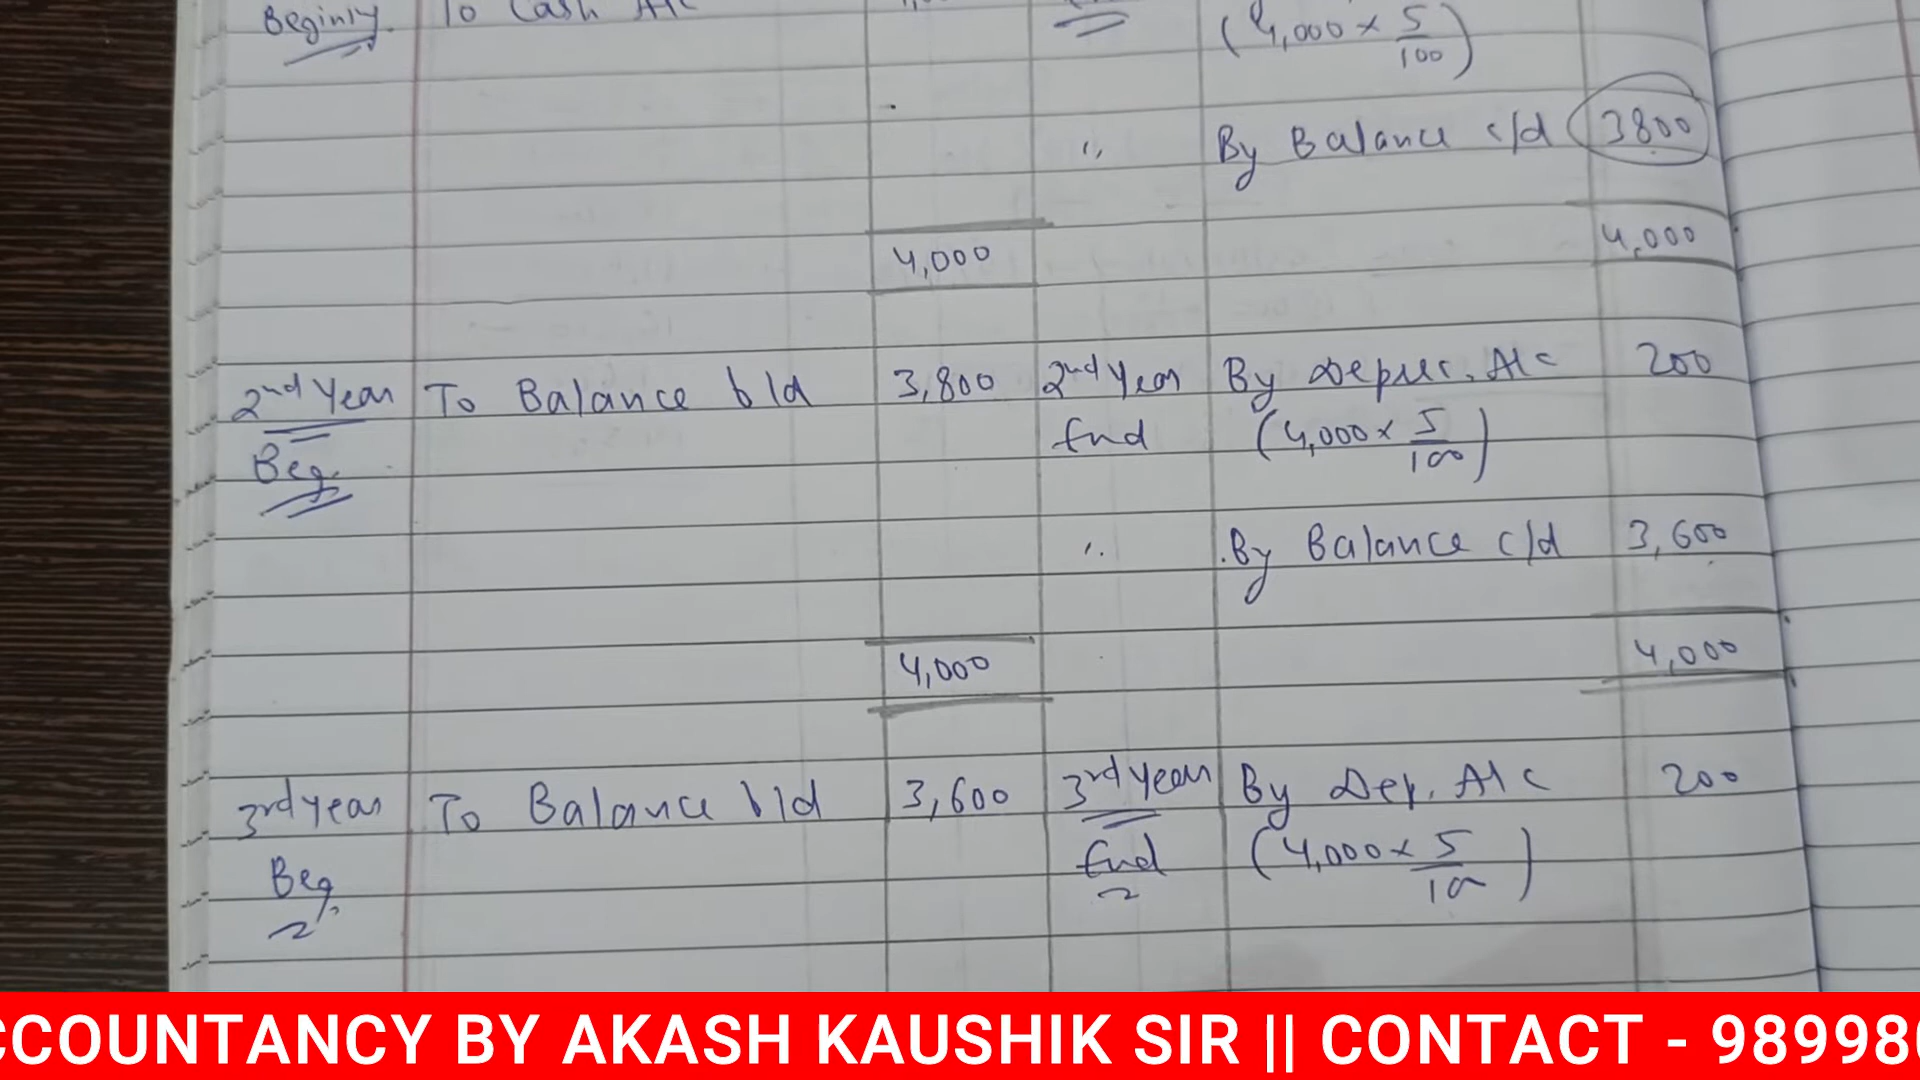 Beginly. To Cash A/c
(4,000 × 5/100)
" By Balance c/d 3800
4,000 4,000
2nd Year To Balance b/d 3,800 2nd Year By Deprec. A/c 200
Beg. End (4,000 × 5/100)
" By Balance c/d 3,600
4,000 4,000
3rd year To Balance b/d 3,600 3rd year By Dep. A/c 200
Beg. End (4,000 × 5/100)
CCOUNTANCY BY AKASH KAUSHIK SIR || CONTACT - 98998